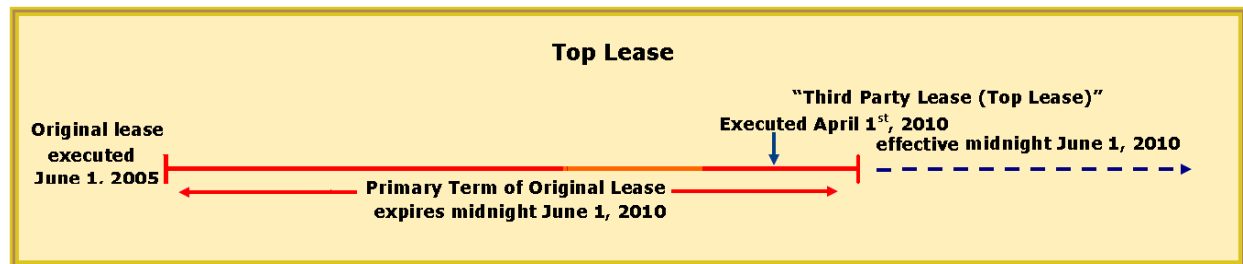 Top Lease
"Third Party Lease (Top Lease)"
Executed April 1st, 2010
effective midnight June 1, 2010
Original lease
executed
June 1, 2005
Primary Term of Original Lease
expires midnight June 1, 2010